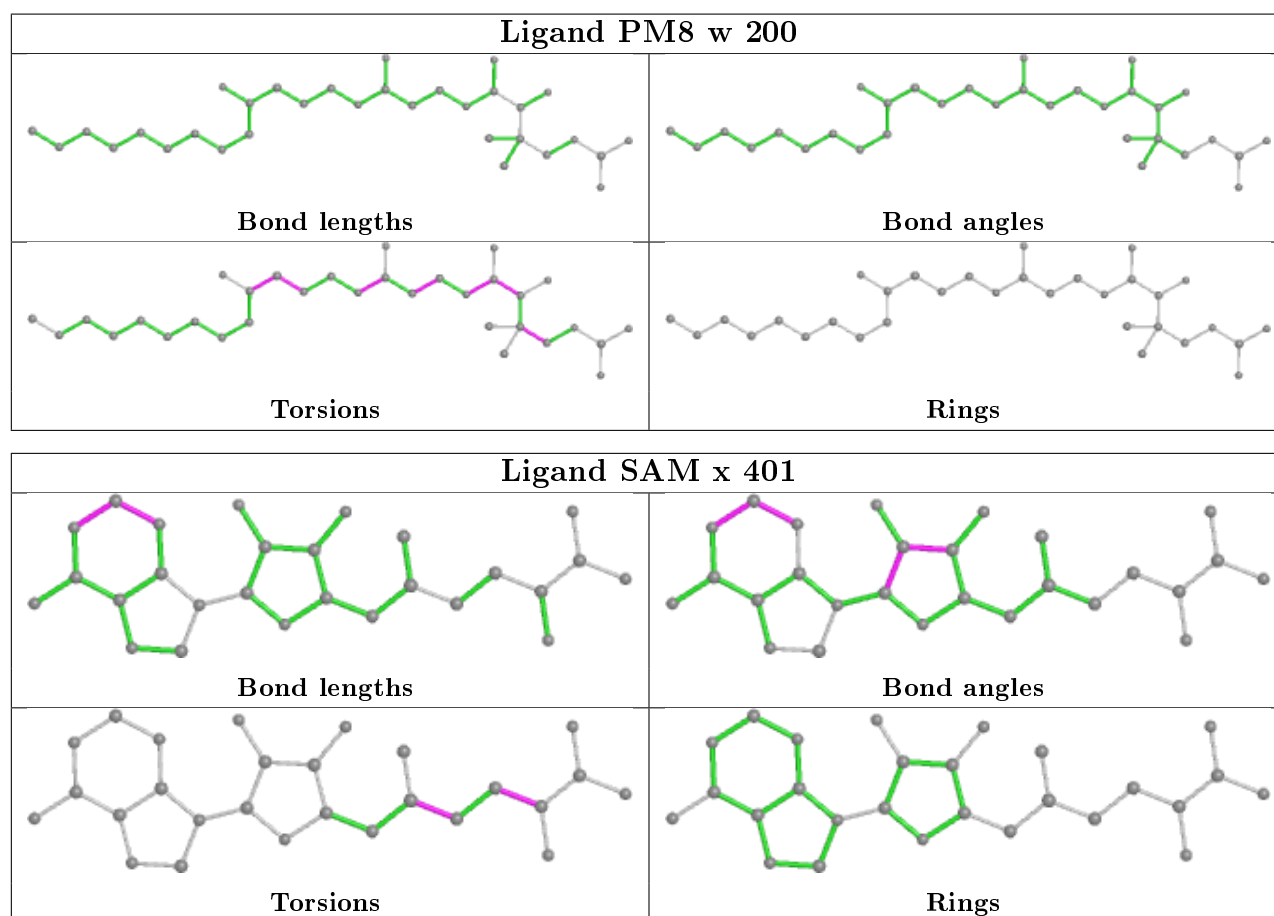 Ligand PM8 w 200
Bond lengths
Bond angles
Torsions
Rings
Ligand SAM x 401
Bond lengths
Bond angles
Torsions
Rings